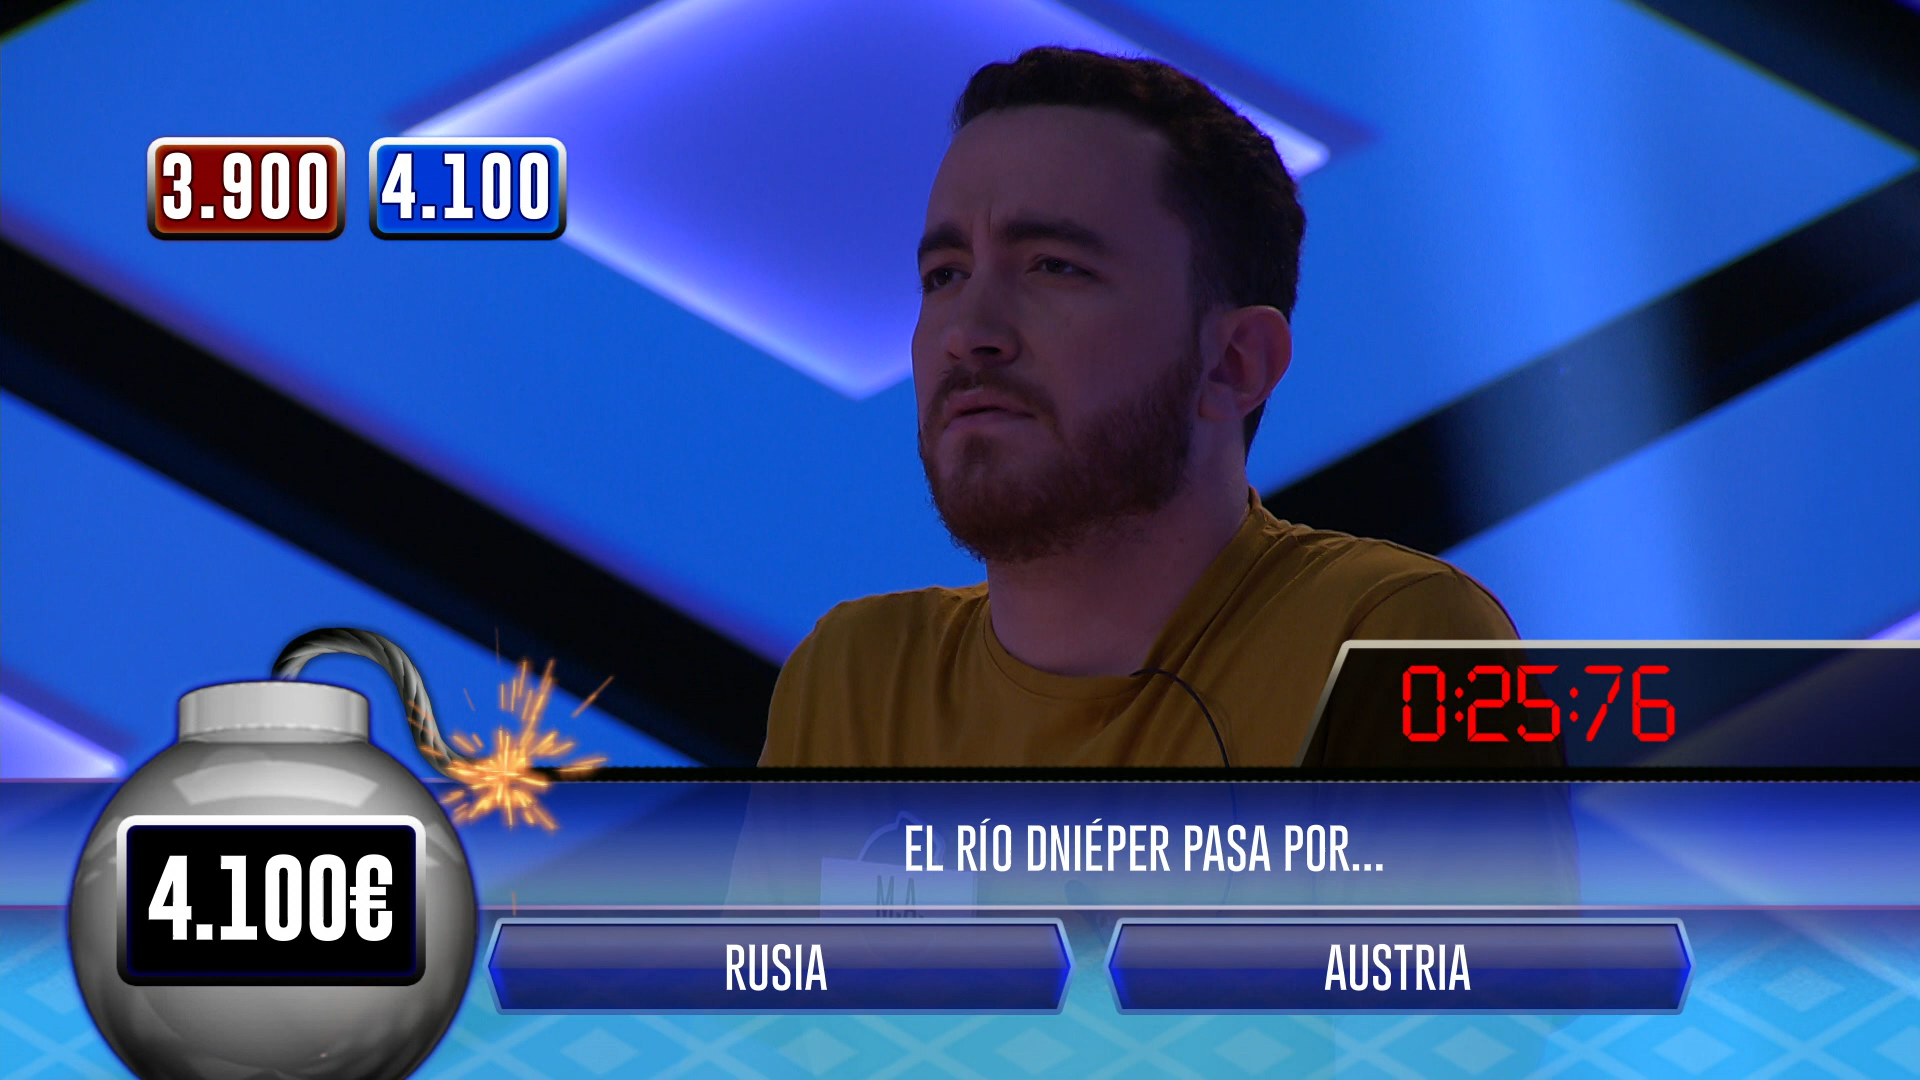 3.900 4.100
0:25:76
EL RÍO DNIÉPER PASA POR...
4.100€
M.A.
RUSIA
AUSTRIA